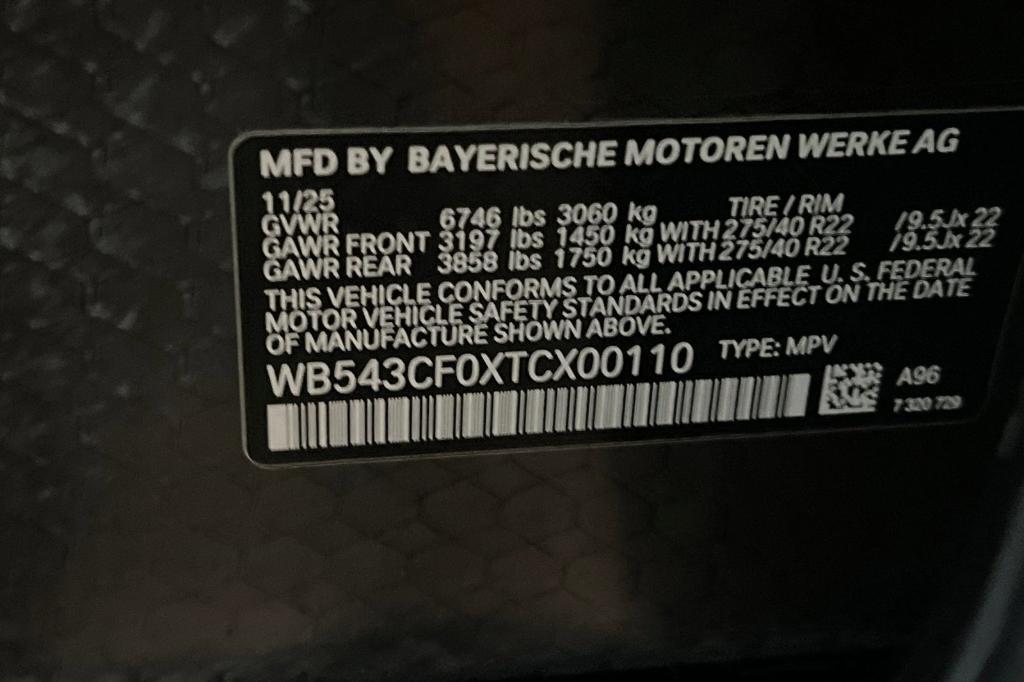 MFD BY BAYERISCHE MOTOREN WERKE AG
11/25 TIRE / RIM
GVWR 6746 lbs 3060 kg
GAWR FRONT 3197 lbs 1450 kg WITH 275/40 R22 /9.5Jx 22
GAWR REAR 3858 lbs 1750 kg WITH 275/40 R22 /9.5Jx 22
THIS VEHICLE CONFORMS TO ALL APPLICABLE U. S. FEDERAL
MOTOR VEHICLE SAFETY STANDARDS IN EFFECT ON THE DATE
OF MANUFACTURE SHOWN ABOVE.
WB543CF0XTCX00110 TYPE: MPV
A96
7 320 729